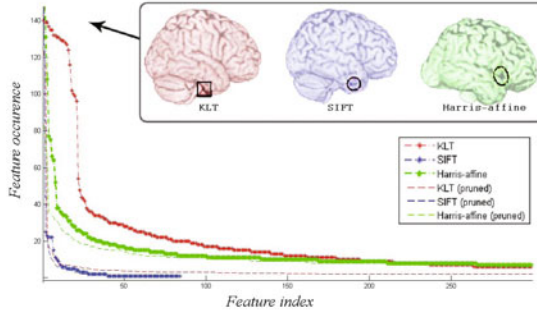 140
120
100
80
60
40
20
50
100
150
200
250
Feature occurence
Feature index
KLT
SIFT
Harris-affine
KLT
SIFT
Harris-affine
KLT (pruned)
SIFT (pruned)
Harris-affine (pruned)